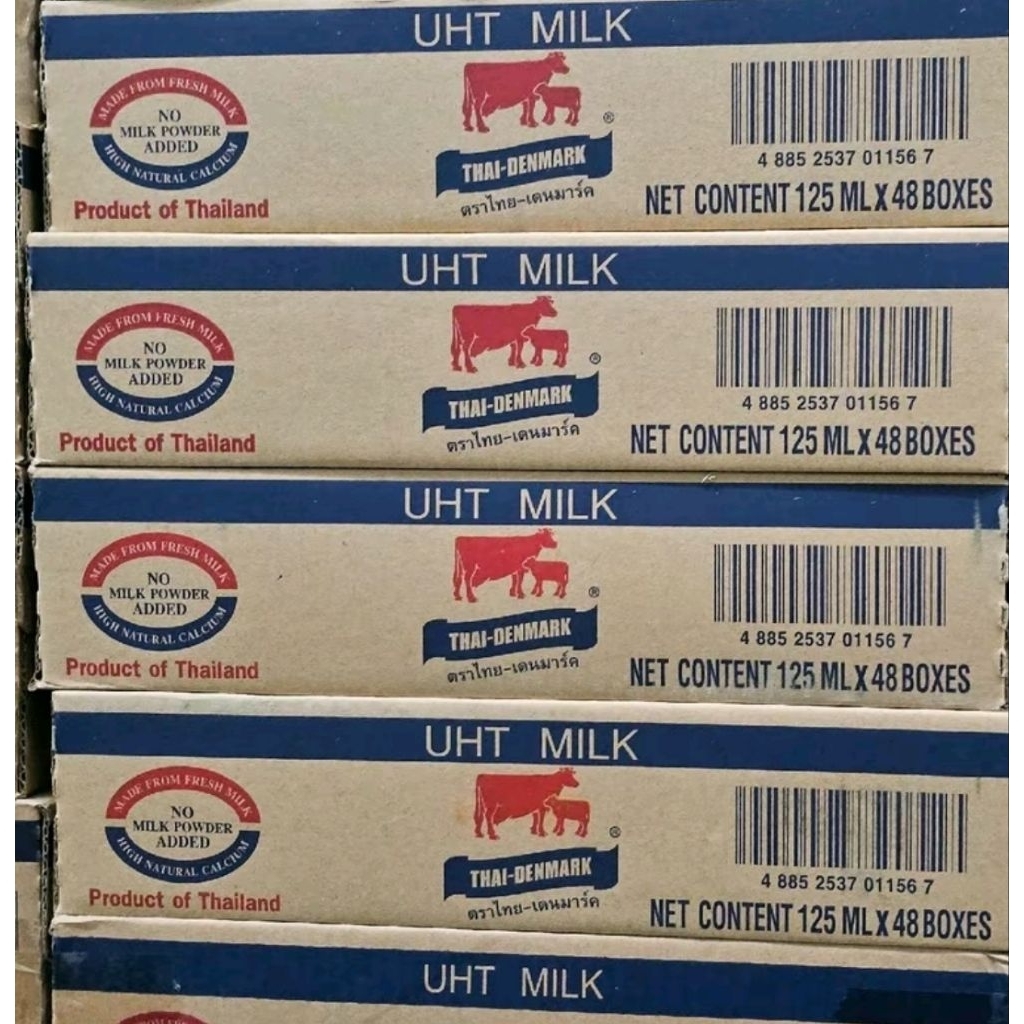 UHT MILK
MADE FROM FRESH MILK
NO
MILK POWDER
ADDED
HIGH NATURAL CALCIUM
Product of Thailand
®
THAI-DENMARK
ตราไทย-เดนมาร์ค
4 885 2537 01156 7
NET CONTENT 125 ML X 48 BOXES
UHT MILK
MADE FROM FRESH MILK
NO
MILK POWDER
ADDED
HIGH NATURAL CALCIUM
Product of Thailand
®
THAI-DENMARK
ตราไทย-เดนมาร์ค
4 885 2537 01156 7
NET CONTENT 125 ML X 48 BOXES
UHT MILK
MADE FROM FRESH MILK
NO
MILK POWDER
ADDED
HIGH NATURAL CALCIUM
Product of Thailand
®
THAI-DENMARK
ตราไทย-เดนมาร์ค
4 885 2537 01156 7
NET CONTENT 125 ML X 48 BOXES
UHT MILK
MADE FROM FRESH MILK
NO
MILK POWDER
ADDED
HIGH NATURAL CALCIUM
Product of Thailand
®
THAI-DENMARK
ตราไทย-เดนมาร์ค
4 885 2537 01156 7
NET CONTENT 125 ML X 48 BOXES
UHT MILK